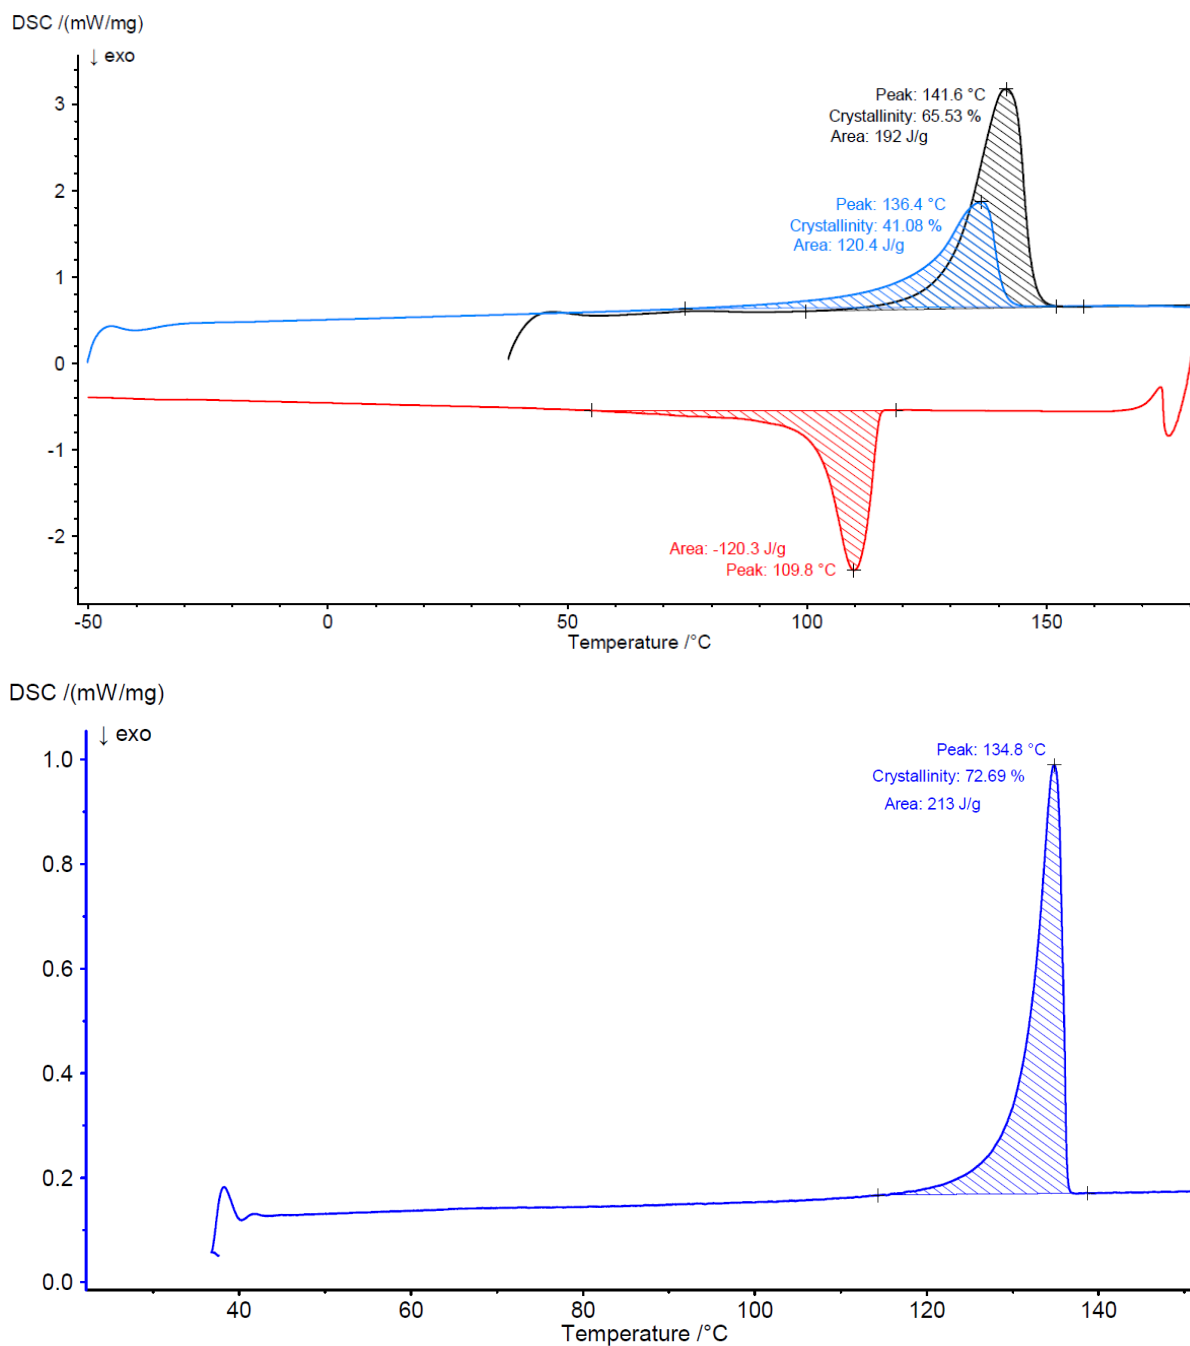 DSC /(mW/mg)
↓ exo
3
2
1
0
-1
-2
Peak: 141.6 °C
Crystallinity: 65.53 %
Area: 192 J/g
Peak: 136.4 °C
Crystallinity: 41.08 %
Area: 120.4 J/g
Area: -120.3 J/g
Peak: 109.8 °C
-50 0 50 100 150
Temperature /°C
DSC /(mW/mg)
↓ exo
1.0
0.8
0.6
0.4
0.2
0.0
Peak: 134.8 °C
Crystallinity: 72.69 %
Area: 213 J/g
40 60 80 100 120 140
Temperature /°C